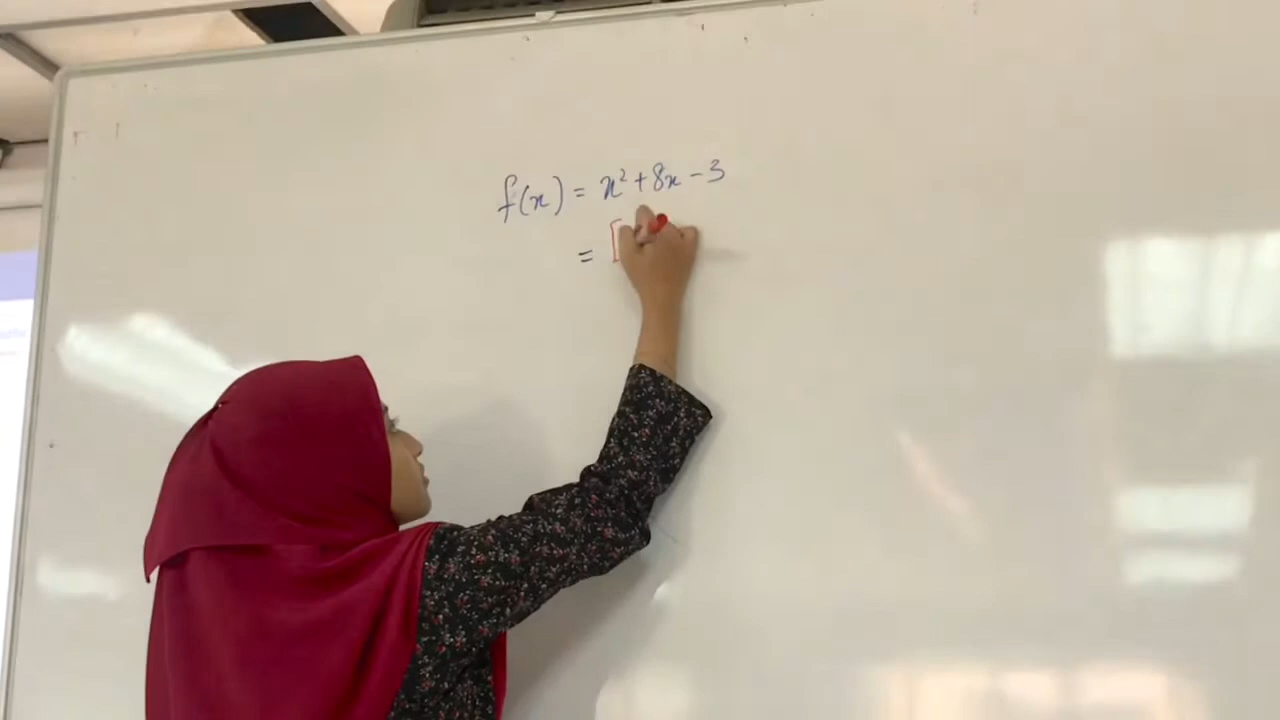 f(x) = x² + 8x - 3
= [